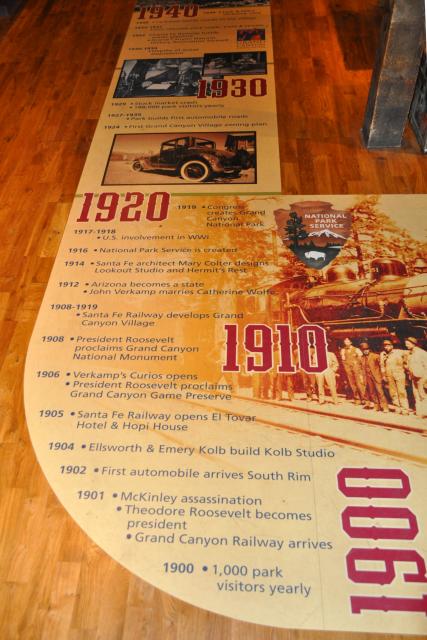 1940
1930
1929 • Stock market crash
• 188,000 park visitors yearly
1927-1935
• Park builds first automobile roads
1924 • First Grand Canyon Village zoning plan
1920
1919 • Congress
creates Grand
Canyon
National Park
1917-1918
• U.S. involvement in WWI
1916 • National Park Service is created
1914 • Santa Fe architect Mary Colter designs
Lookout Studio and Hermit's Rest
1912 • Arizona becomes a state
• John Verkamp marries Catherine Wolfe
NATIONAL
PARK
SERVICE
1908-1919
• Santa Fe Railway develops Grand
Canyon Village
1910
1908 • President Roosevelt
proclaims Grand Canyon
National Monument
1906 • Verkamp's Curios opens
• President Roosevelt proclaims
Grand Canyon Game Preserve
1905 • Santa Fe Railway opens El Tovar
Hotel & Hopi House
1904 • Ellsworth & Emery Kolb build Kolb Studio
1902 • First automobile arrives South Rim
1901 • McKinley assassination
• Theodore Roosevelt becomes
president
• Grand Canyon Railway arrives
1900 • 1,000 park
visitors yearly
1900